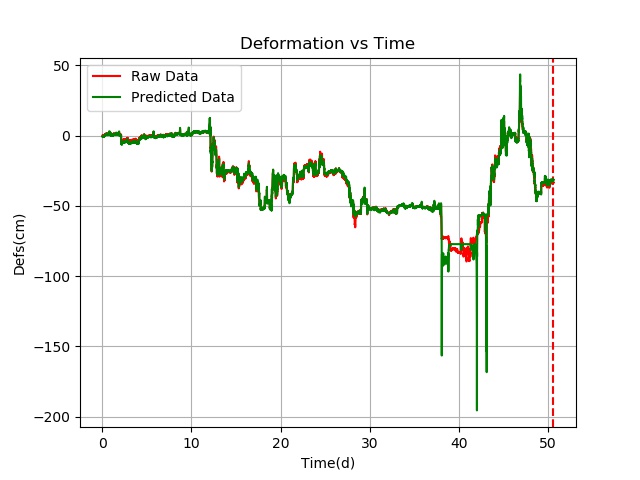 Deformation vs Time
Raw Data
Predicted Data
Defs(cm)
50
0
−50
−100
−150
−200
0 10 20 30 40 50
Time(d)